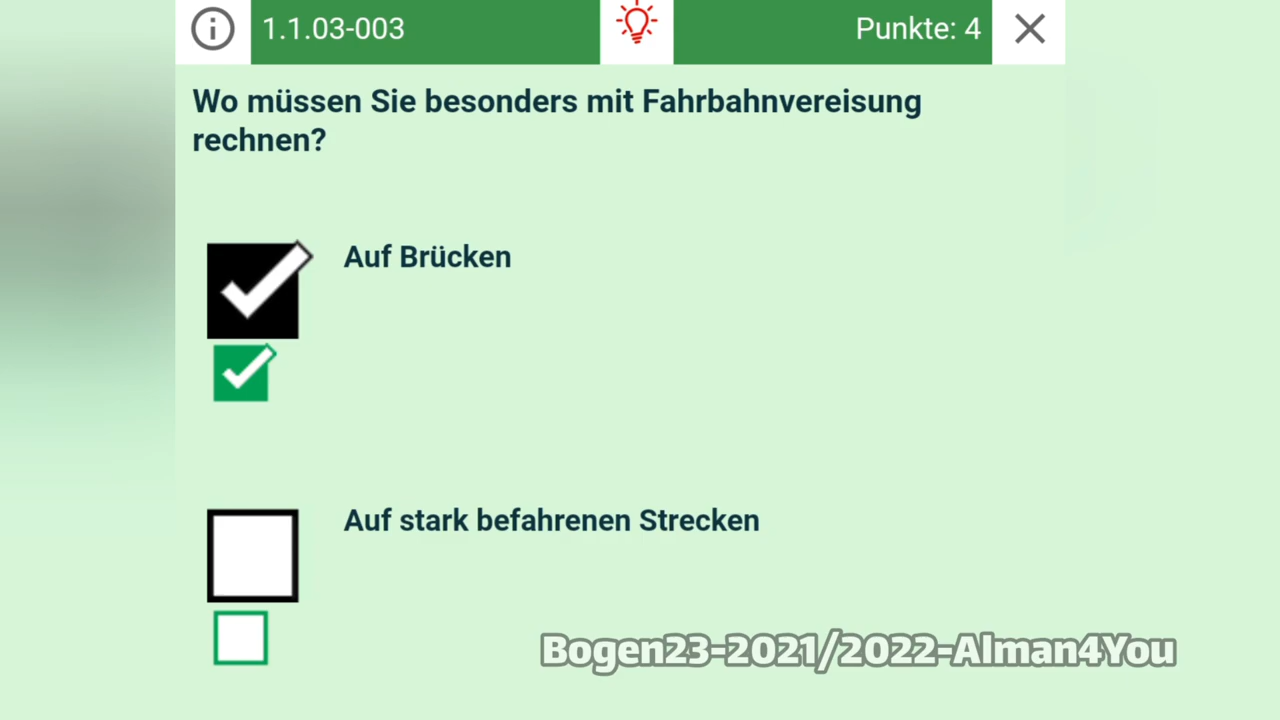 1.1.03-003
Punkte: 4
Wo müssen Sie besonders mit Fahrbahnvereisung
rechnen?
Auf Brücken
Auf stark befahrenen Strecken
Bogen23-2021/2022-Alman4You